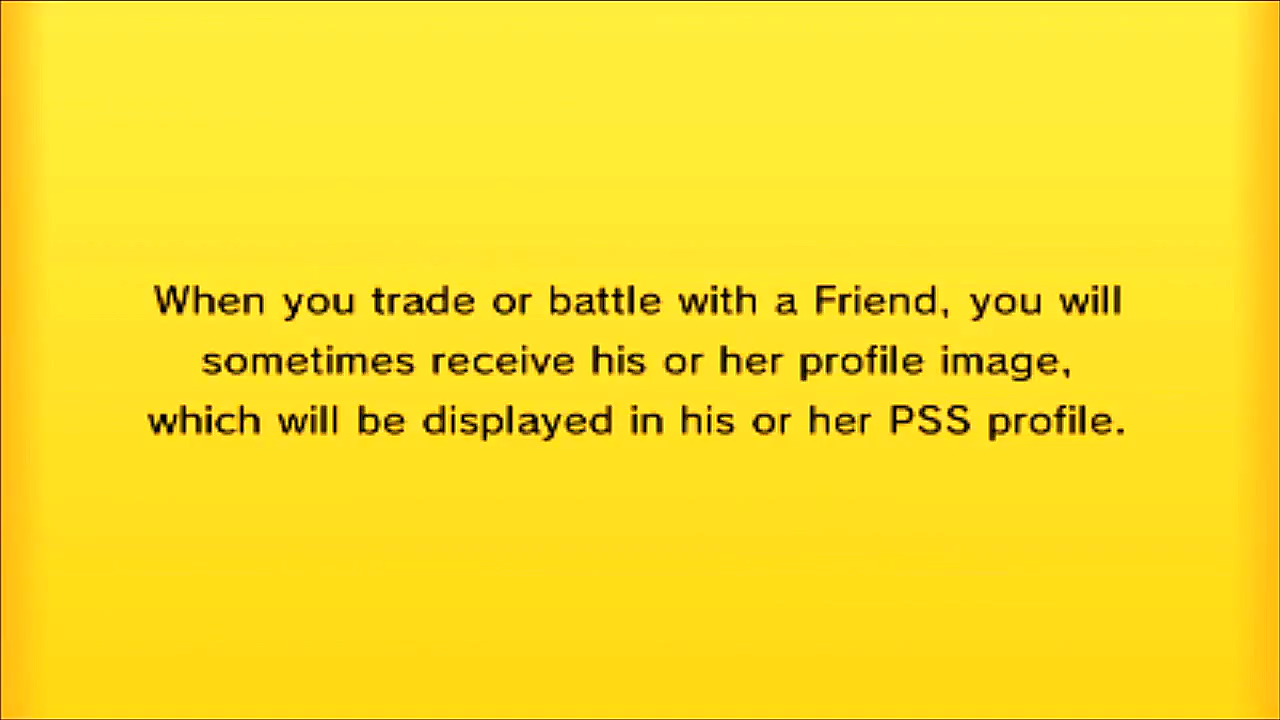 When you trade or battle with a Friend, you will
sometimes receive his or her profile image,
which will be displayed in his or her PSS profile.